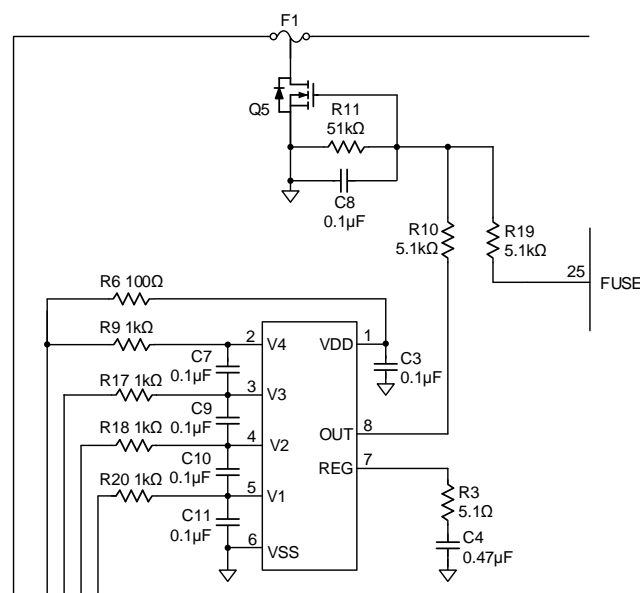 F1
Q5
R11
51kΩ
C8
0.1µF
R10
5.1kΩ
R19
5.1kΩ
25
FUSE
R6 100Ω
R9 1kΩ
2
V4
VDD
1
C7
0.1µF
C3
0.1µF
R17 1kΩ
3
V3
C9
0.1µF
R18 1kΩ
4
V2
OUT
8
C10
0.1µF
REG
7
R20 1kΩ
5
V1
R3
5.1Ω
C11
0.1µF
6
VSS
C4
0.47µF